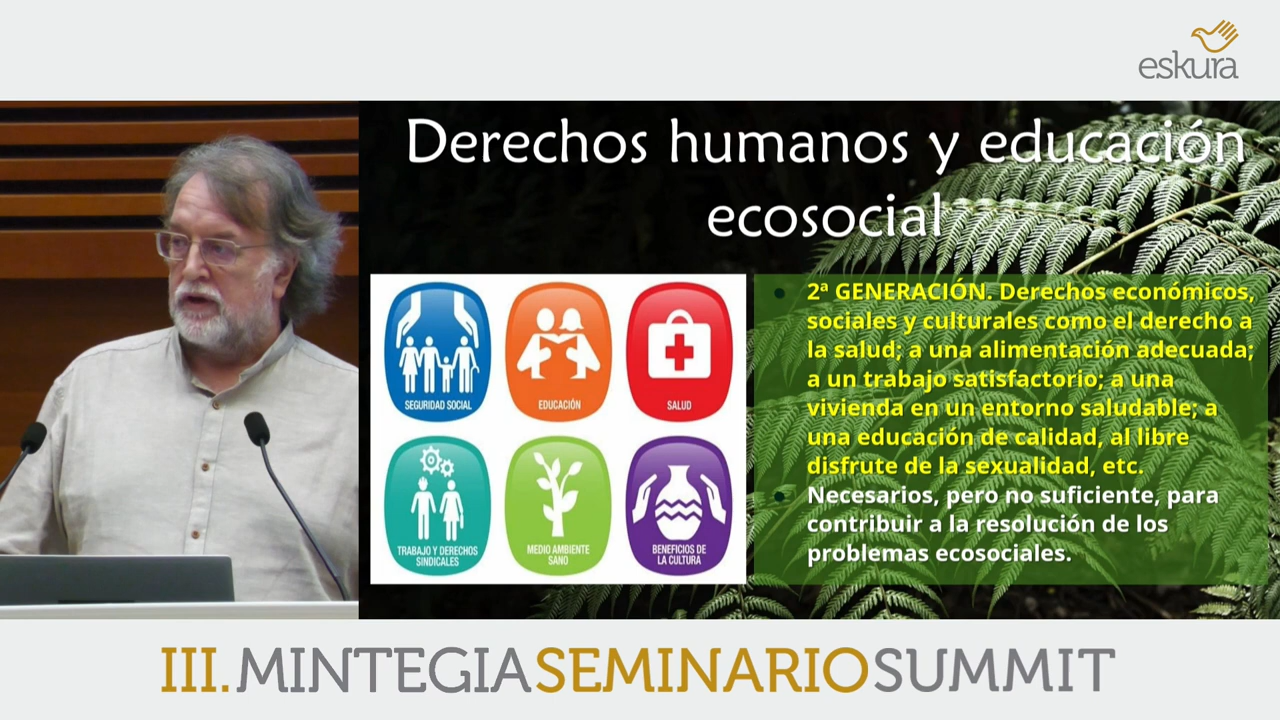 eskura
Derechos humanos y educación
ecosocial
SEGURIDAD SOCIAL
EDUCACIÓN
SALUD
TRABAJO Y DERECHOS
SINDICALES
MEDIO AMBIENTE
SANO
BENEFICIOS DE
LA CULTURA
2ª GENERACIÓN. Derechos económicos,
sociales y culturales como el derecho a
la salud; a una alimentación adecuada;
a un trabajo satisfactorio; a una
vivienda en un entorno saludable; a
una educación de calidad, al libre
disfrute de la sexualidad, etc.
Necesarios, pero no suficiente, para
contribuir a la resolución de los
problemas ecosociales.
III. MINTEGIA SEMINARIO SUMMIT